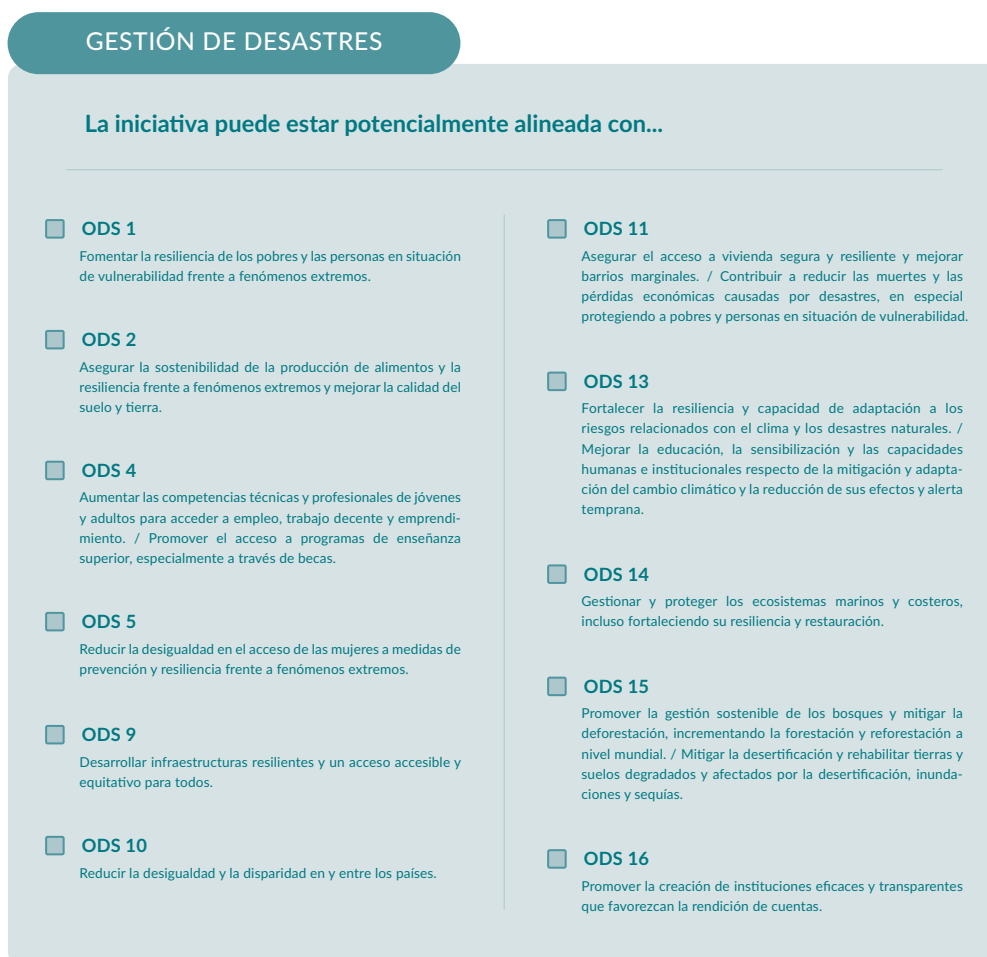 GESTIÓN DE DESASTRES
La iniciativa puede estar potencialmente alineada con...
ODS 1
Fomentar la resiliencia de los pobres y las personas en situación
de vulnerabilidad frente a fenómenos extremos.
ODS 2
Asegurar la sostenibilidad de la producción de alimentos y la
resiliencia frente a fenómenos extremos y mejorar la calidad del
suelo y tierra.
ODS 4
Aumentar las competencias técnicas y profesionales de jóvenes
y adultos para acceder a empleo, trabajo decente y emprendi-
miento. / Promover el acceso a programas de enseñanza
superior, especialmente a través de becas.
ODS 5
Reducir la desigualdad en el acceso de las mujeres a medidas de
prevención y resiliencia frente a fenómenos extremos.
ODS 9
Desarrollar infraestructuras resilientes y un acceso accesible y
equitativo para todos.
ODS 10
Reducir la desigualdad y la disparidad en y entre los países.
ODS 11
Asegurar el acceso a vivienda segura y resiliente y mejorar
barrios marginales. / Contribuir a reducir las muertes y las
pérdidas económicas causadas por desastres, en especial
protegiendo a pobres y personas en situación de vulnerabilidad.
ODS 13
Fortalecer la resiliencia y capacidad de adaptación a los
riesgos relacionados con el clima y los desastres naturales. /
Mejorar la educación, la sensibilización y las capacidades
humanas e institucionales respecto de la mitigación y adapta-
ción del cambio climático y la reducción de sus efectos y alerta
temprana.
ODS 14
Gestionar y proteger los ecosistemas marinos y costeros,
incluso fortaleciendo su resiliencia y restauración.
ODS 15
Promover la gestión sostenible de los bosques y mitigar la
deforestación, incrementando la forestación y reforestación a
nivel mundial. / Mitigar la desertificación y rehabilitar tierras y
suelos degradados y afectados por la desertificación, inunda-
ciones y sequías.
ODS 16
Promover la creación de instituciones eficaces y transparentes
que favorezcan la rendición de cuentas.